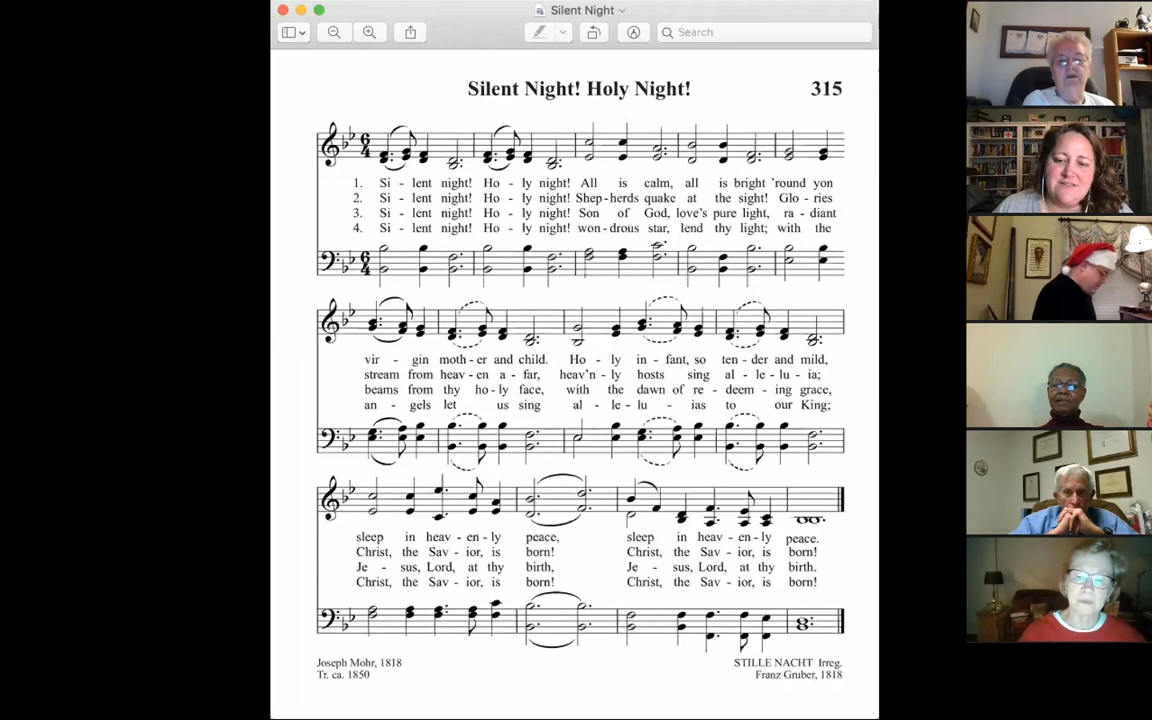 Silent Night
Search
Silent Night! Holy Night!
315
1. Si - lent night! Ho - ly night! All is calm, all is bright 'round yon
2. Si - lent night! Ho - ly night! Shep - herds quake at the sight! Glo - ries
3. Si - lent night! Ho - ly night! Son of God, love's pure light, ra - diant
4. Si - lent night! Ho - ly night! won - drous star, lend thy light; with the
vir - gin moth - er and child. Ho - ly in - fant, so ten - der and mild,
stream from heav - en a - far, heav'n - ly hosts sing al - le - lu - ia;
beams from thy ho - ly face, with the dawn of re - deem - ing grace,
an - gels let us sing al - le - lu - ias to our King;
sleep in heav - en - ly peace, sleep in heav - en - ly peace.
Christ, the Sav - ior, is born! Christ, the Sav - ior, is born!
Je - sus, Lord, at thy birth, Je - sus, Lord, at thy birth.
Christ, the Sav - ior, is born! Christ, the Sav - ior, is born!
Joseph Mohr, 1818
Tr. ca. 1850
STILLE NACHT Irreg.
Franz Gruber, 1818